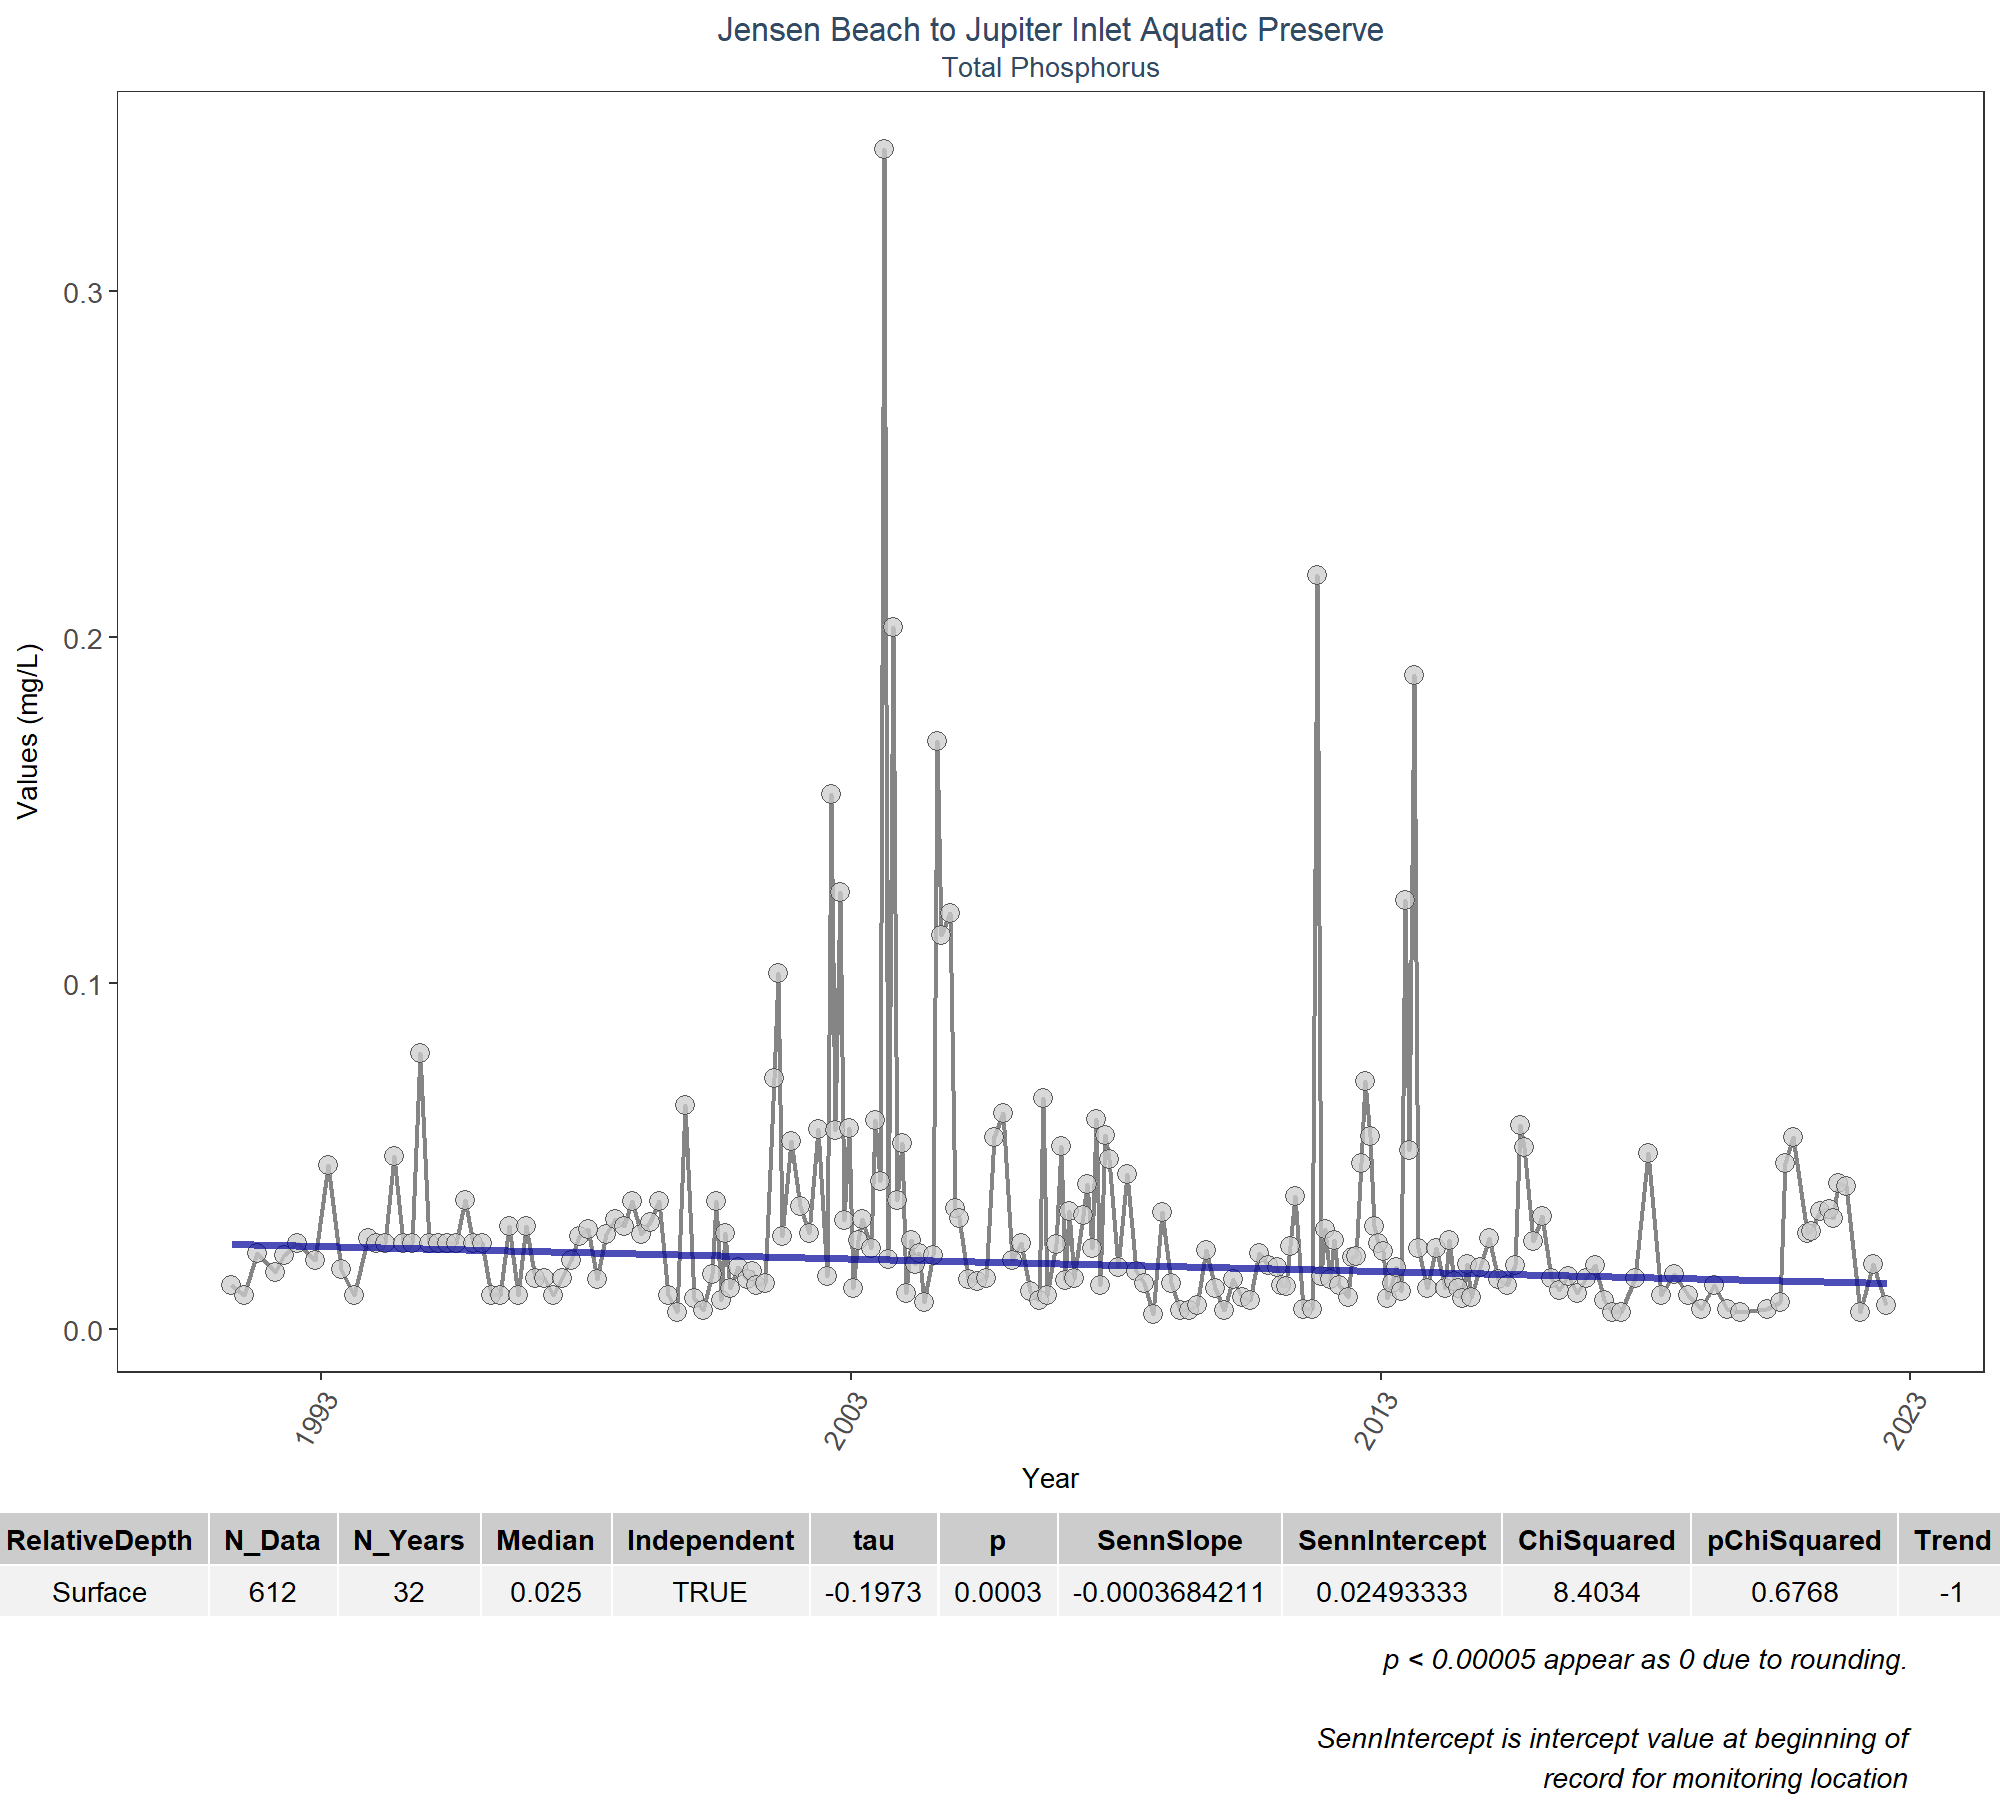 Jensen Beach to Jupiter Inlet Aquatic Preserve
Total Phosphorus
Values (mg/L)
0.3
0.2
0.1
0.0
1993 2003 2013 2023
Year
RelativeDepth N_Data N_Years Median Independent tau p SennSlope SennIntercept ChiSquared pChiSquared Trend
Surface 612 32 0.025 TRUE -0.1973 0.0003 -0.0003684211 0.02493333 8.4034 0.6768 -1
p < 0.00005 appear as 0 due to rounding.
SennIntercept is intercept value at beginning of
record for monitoring location